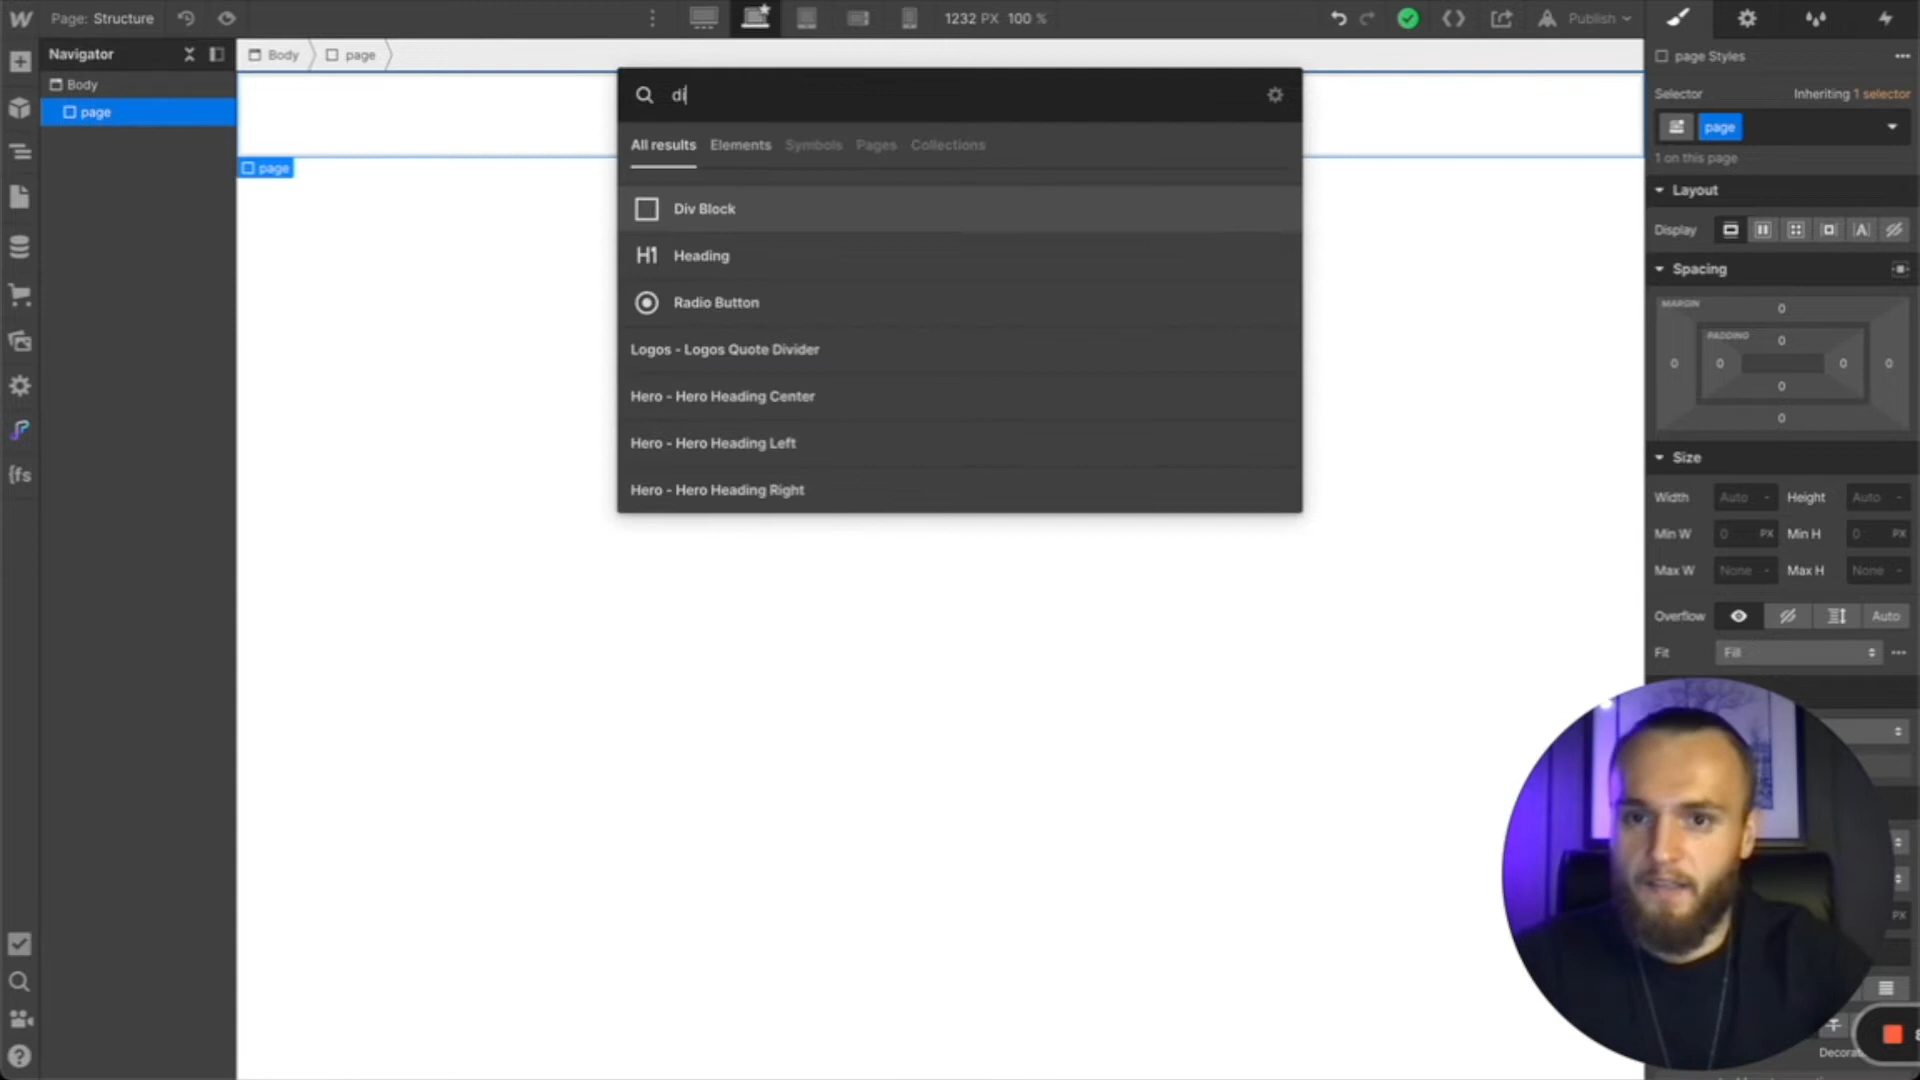 Page: Structure
1232 PX 100 %
Publish
Navigator
Body
page
Body
page
page
di
All results Elements Symbols Pages Collections
Div Block
H1 Heading
Radio Button
Logos - Logos Quote Divider
Hero - Hero Heading Center
Hero - Hero Heading Left
Hero - Hero Heading Right
{fs
page Styles
Selector Inheriting 1 selector
page
1 on this page
Layout
Display
Spacing
MARGIN
0
PADDING
0
0 0 0 0
0
0
Size
Width Auto - Height Auto -
Min W 0 PX Min H 0 PX
Max W None - Max H None -
Overflow Auto
Fit Fill
PX